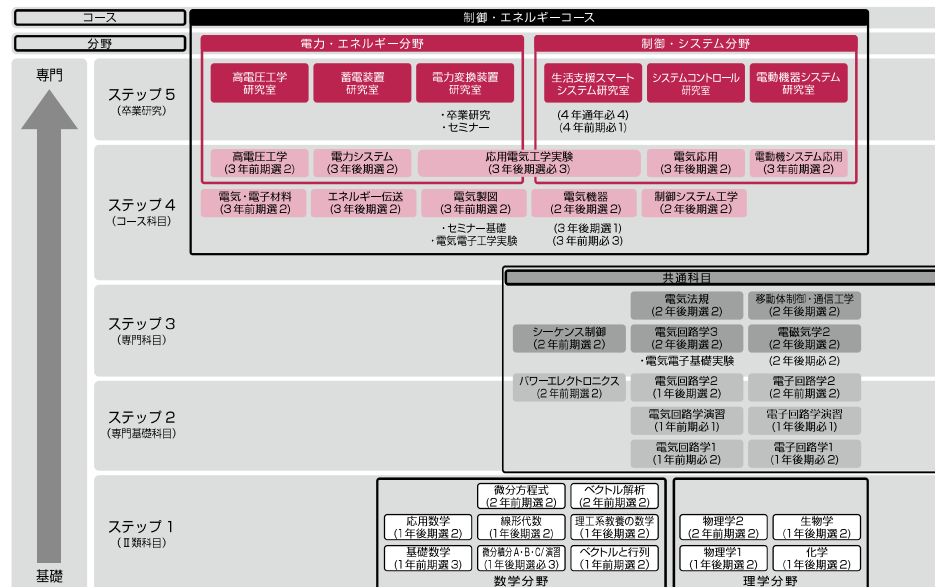 コース
制御・エネルギーコース
分野
電力・エネルギー分野
制御・システム分野
専門
ステップ5
(卒業研究)
高電圧工学
研究室
蓄電装置
研究室
電力変換装置
研究室
生活支援スマート
システム研究室
システムコントロール
研究室
電動機器システム
研究室
・卒業研究
(4年通年必4)
・セミナー
(4年前期必1)
高電圧工学
(3年前期選2)
電力システム
(3年後期選2)
応用電気工学実験
(3年後期選必3)
電気応用
(3年後期選2)
電動機システム応用
(3年前期選2)
ステップ4
(コース科目)
電気・電子材料
(3年前期選2)
エネルギー伝送
(3年後期選2)
電気製図
(3年前期選2)
電気機器
(2年後期選2)
制御システム工学
(2年後期選2)
・セミナー基礎
(3年後期選1)
・電気電子工学実験
(3年前期必3)
共通科目
ステップ3
(専門科目)
電気法規
(2年後期選2)
移動体制御・通信工学
(2年後期選2)
シーケンス制御
(2年前期選2)
電気回路学3
(2年後期選2)
電磁気学2
(2年後期選2)
・電気電子基礎実験
(2年後期必2)
ステップ2
(専門基礎科目)
パワーエレクトロニクス
(2年前期選2)
電気回路学2
(1年後期選2)
電子回路学2
(2年前期選2)
電気回路学演習
(1年前期必1)
電子回路学演習
(1年後期必1)
電気回路学1
(1年前期必2)
電子回路学1
(1年後期必2)
ステップ1
(Ⅱ類科目)
微分方程式
(2年前期選2)
ベクトル解析
(2年前期選2)
応用数学
(1年後期選2)
線形代数
(1年後期選2)
理工系教養の数学
(1年後期選2)
物理学2
(2年前期選2)
生物学
(1年後期選2)
基礎数学
(1年前期選3)
微分積分A・B・C/演習
(1年後期選必3)
ベクトルと行列
(1年前期選2)
物理学1
(1年後期選2)
化学
(1年前期選2)
基礎
数学分野
理学分野